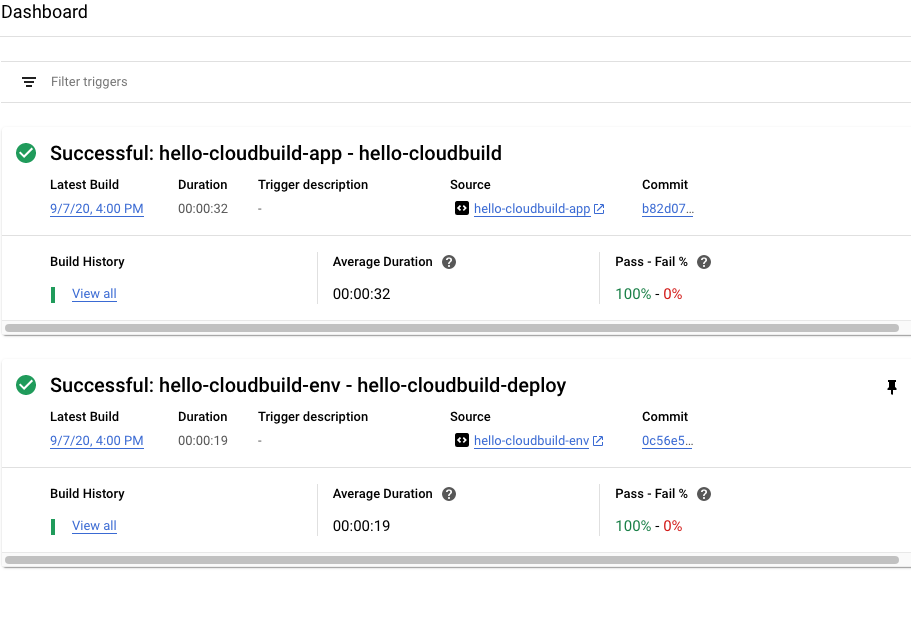 Dashboard
Filter triggers
Successful: hello-cloudbuild-app - hello-cloudbuild
Latest Build Duration Trigger description Source Commit
9/7/20, 4:00 PM 00:00:32 - hello-cloudbuild-app b82d07…
Build History Average Duration ? Pass - Fail % ?
View all 00:00:32 100% - 0%
Successful: hello-cloudbuild-env - hello-cloudbuild-deploy
Latest Build Duration Trigger description Source Commit
9/7/20, 4:00 PM 00:00:19 - hello-cloudbuild-env 0c56e5…
Build History Average Duration ? Pass - Fail % ?
View all 00:00:19 100% - 0%